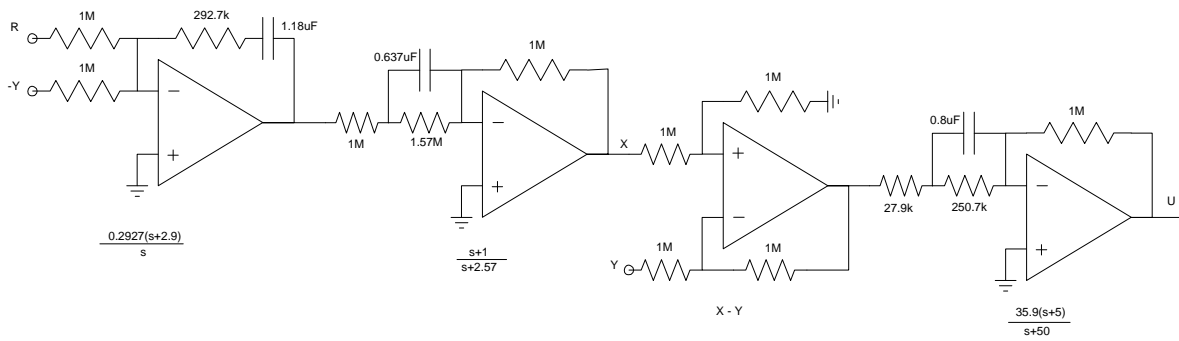 R
1M
292.7k
1.18uF
-Y
1M
0.2927(s+2.9)
s
0.637uF
1M
1M
1.57M
s+1
s+2.57
X
1M
1M
Y
1M
1M
X - Y
0.8uF
1M
27.9k
250.7k
U
35.9(s+5)
s+50